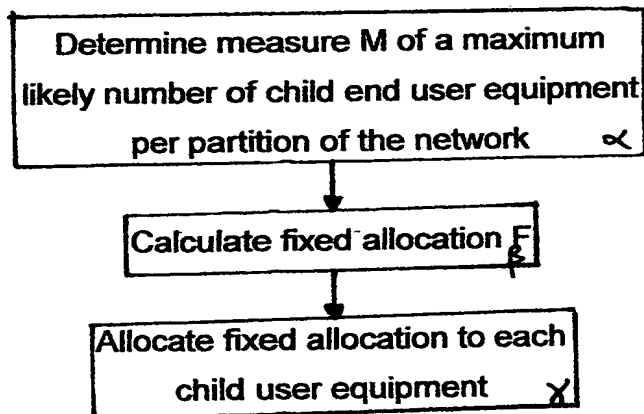 Determine measure M of a maximum
likely number of child end user equipment
per partition of the network α
Calculate fixed allocation F
β
Allocate fixed allocation to each
child user equipment γ